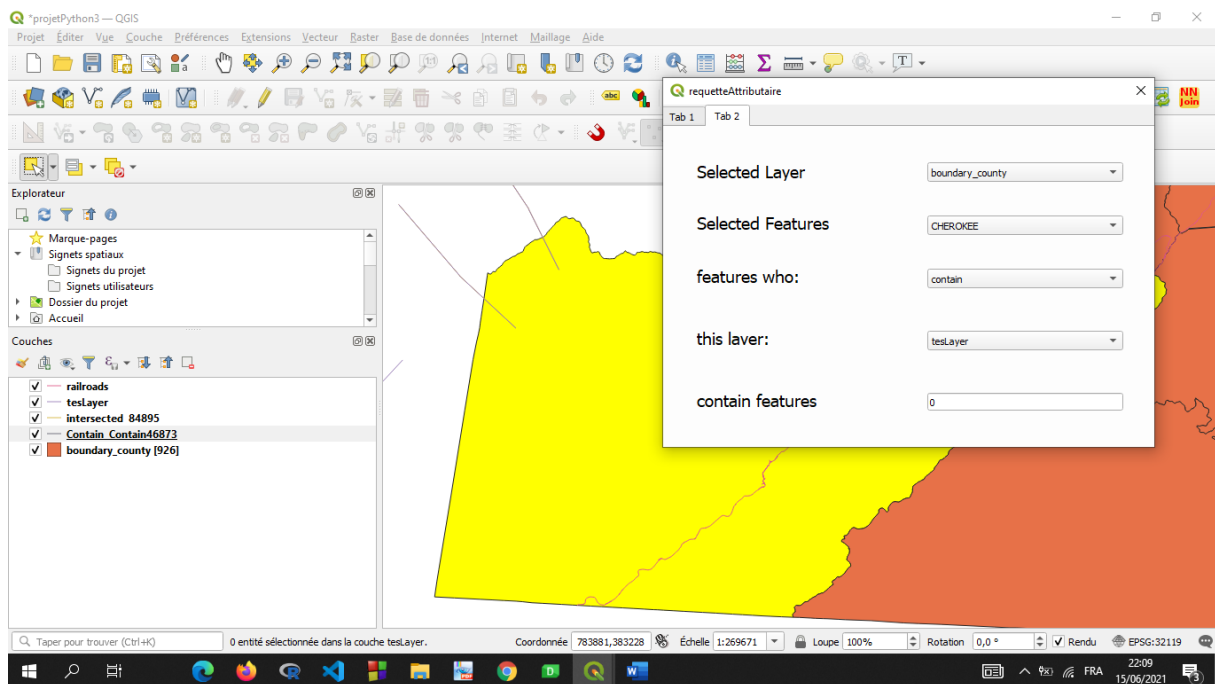 *projetPython3 — QGIS
Projet Éditer Vue Couche Préférences Extensions Vecteur Raster Base de données Internet Maillage Aide
T
abc
NN
Join
requetteAttributaire
Tab 1 Tab 2
Selected Layer boundary_county
Selected Features CHEROKEE
features who: contain
this laver: tesLayer
contain features 0
Explorateur
Marque-pages
Signets spatiaux
Signets du projet
Signets utilisateurs
Dossier du projet
Accueil
Couches
railroads
tesLayer
intersected_84895
Contain_Contain46873
boundary_county [926]
Taper pour trouver (Ctrl+K) 0 entité sélectionnée dans la couche tesLayer. Coordonnée 783881,383228 Échelle 1:269671 Loupe 100% Rotation 0,0 ° Rendu EPSG:32119
FRA 22:09
15/06/2021
3